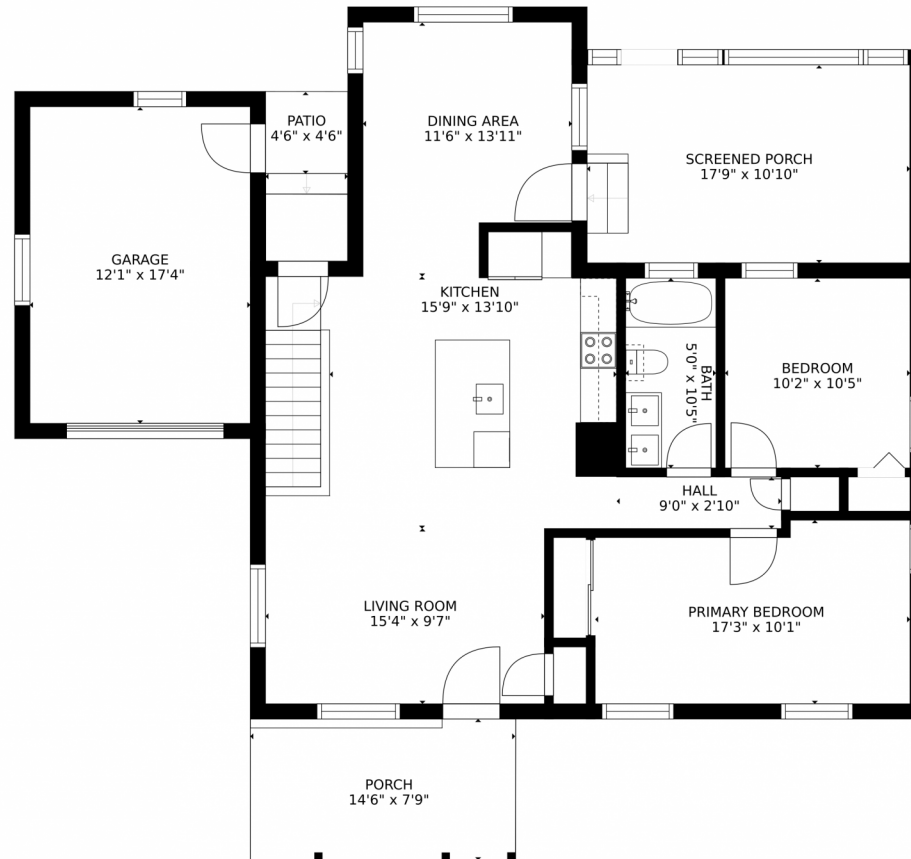 PATIO
4'6" x 4'6"
DINING AREA
11'6" x 13'11"
SCREENED PORCH
17'9" x 10'10"
GARAGE
12'1" x 17'4"
KITCHEN
15'9" x 13'10"
BATH
5'0" x 10'5"
BEDROOM
10'2" x 10'5"
HALL
9'0" x 2'10"
LIVING ROOM
15'4" x 9'7"
PRIMARY BEDROOM
17'3" x 10'1"
PORCH
14'6" x 7'9"